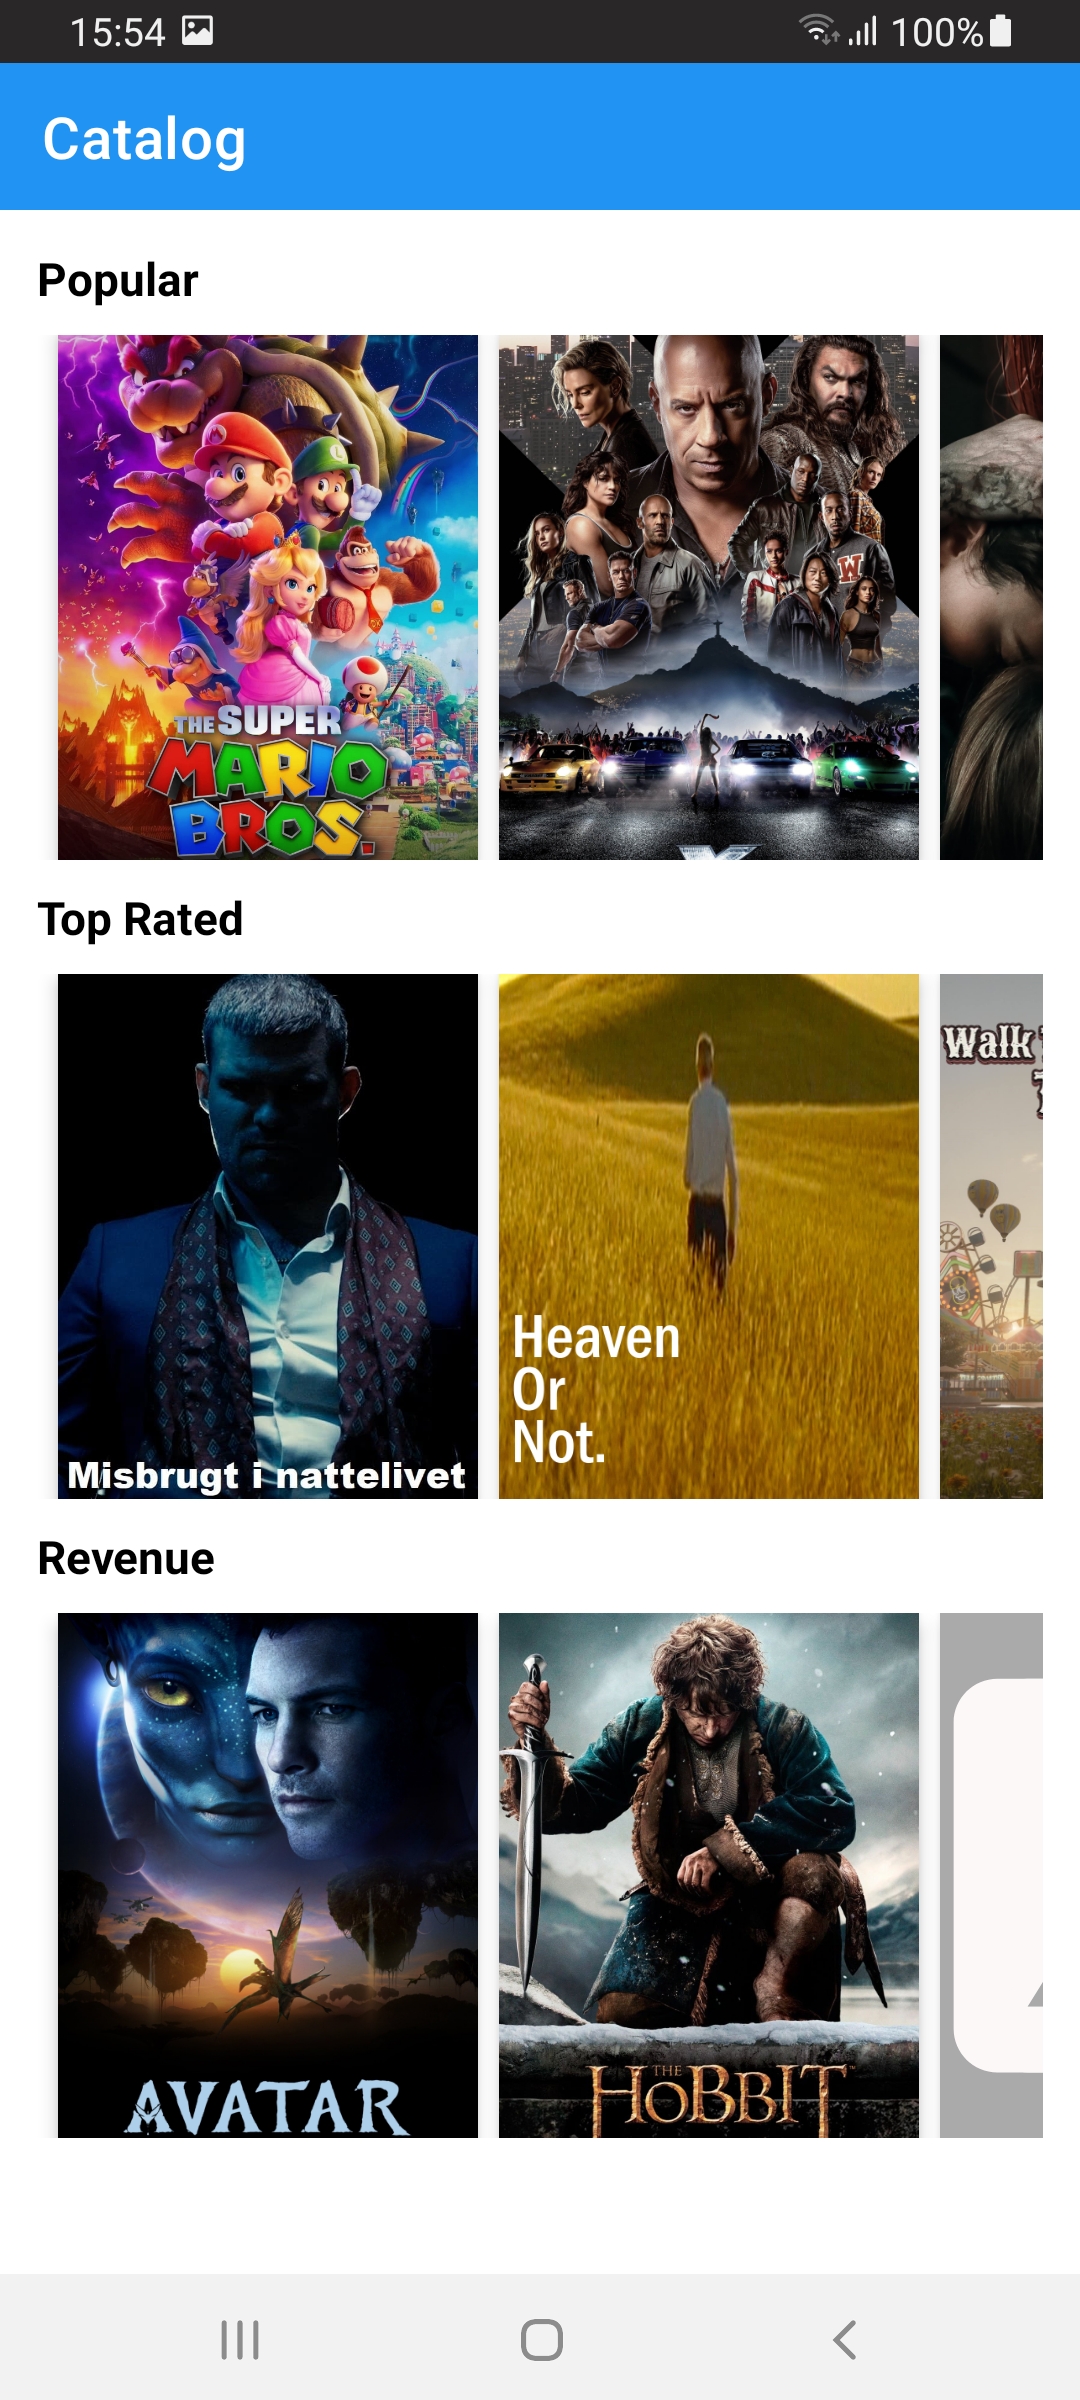 15:54
100%
Catalog
Popular
THE SUPER
MARIO
BROS.
W
Top Rated
Misbrugt i nattelivet
Heaven
Or
Not.
Walk
Revenue
AVATAR
THE
HOBBIT